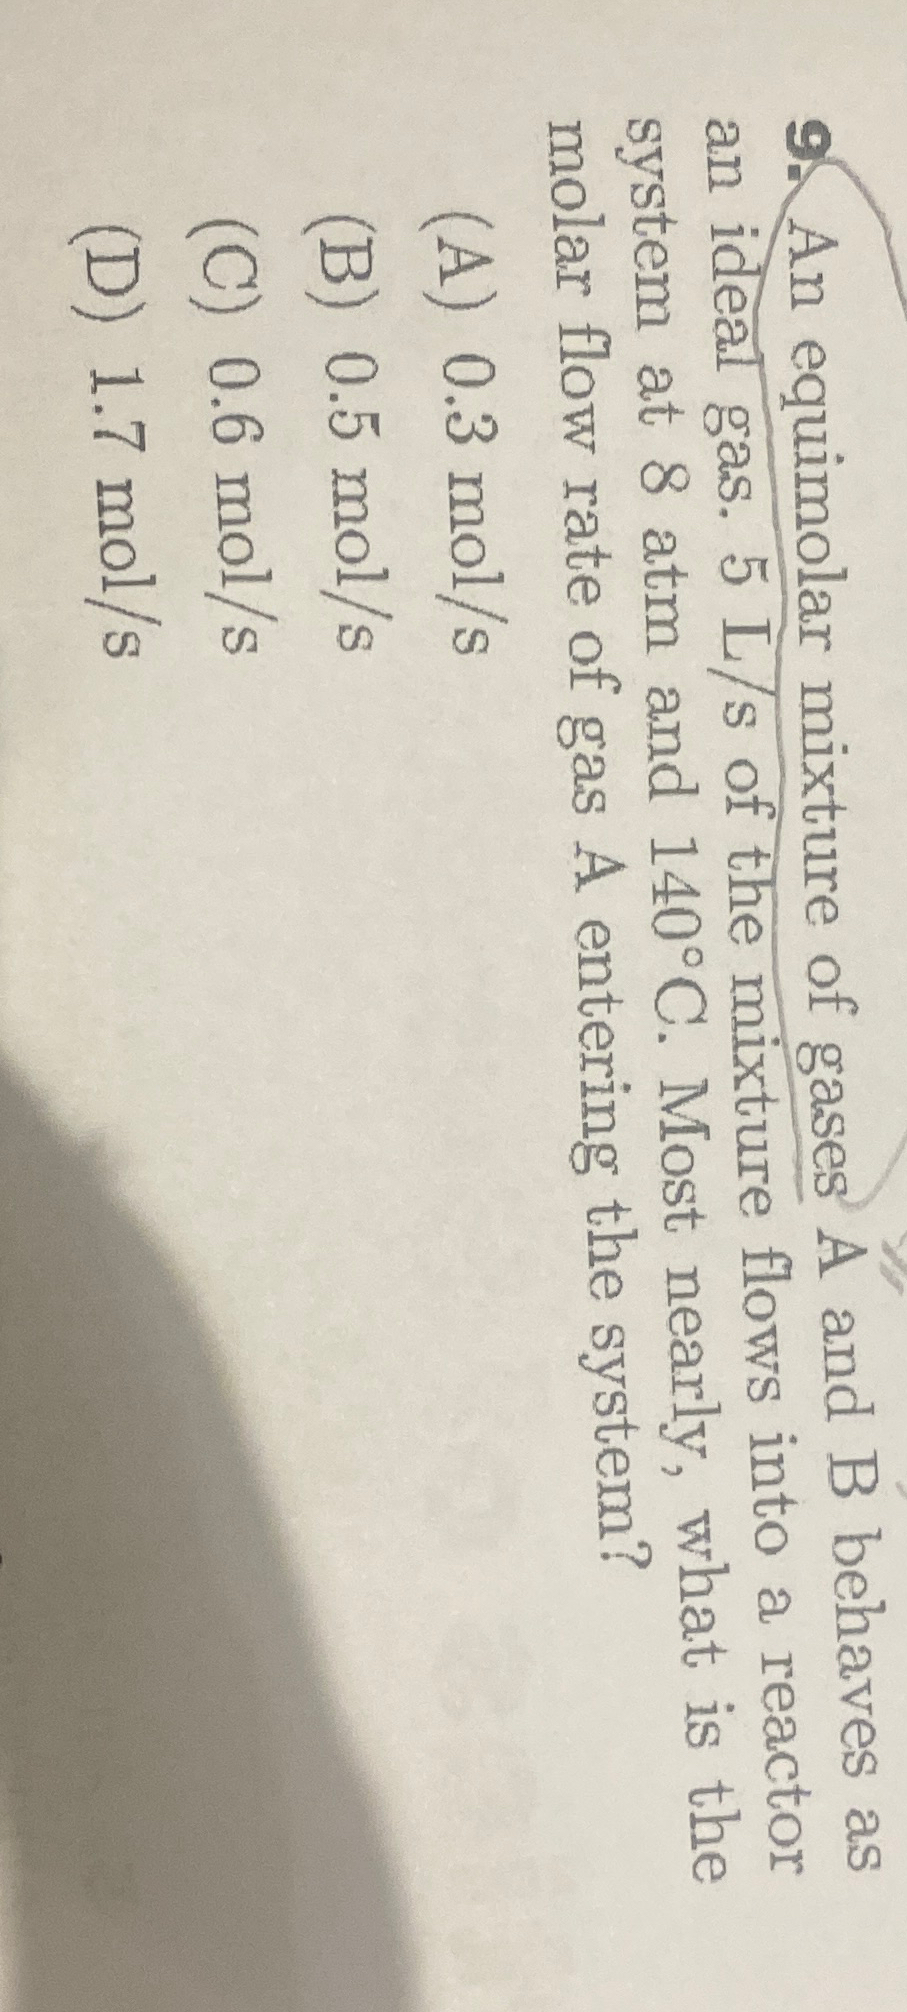 9. An equimolar mixture of gases A and B behaves as
an ideal gas. 5 L/s of the mixture flows into a reactor
system at 8 atm and 140°C. Most nearly, what is the
molar flow rate of gas A entering the system?
(A) 0.3 mol/s
(B) 0.5 mol/s
(C) 0.6 mol/s
(D) 1.7 mol/s